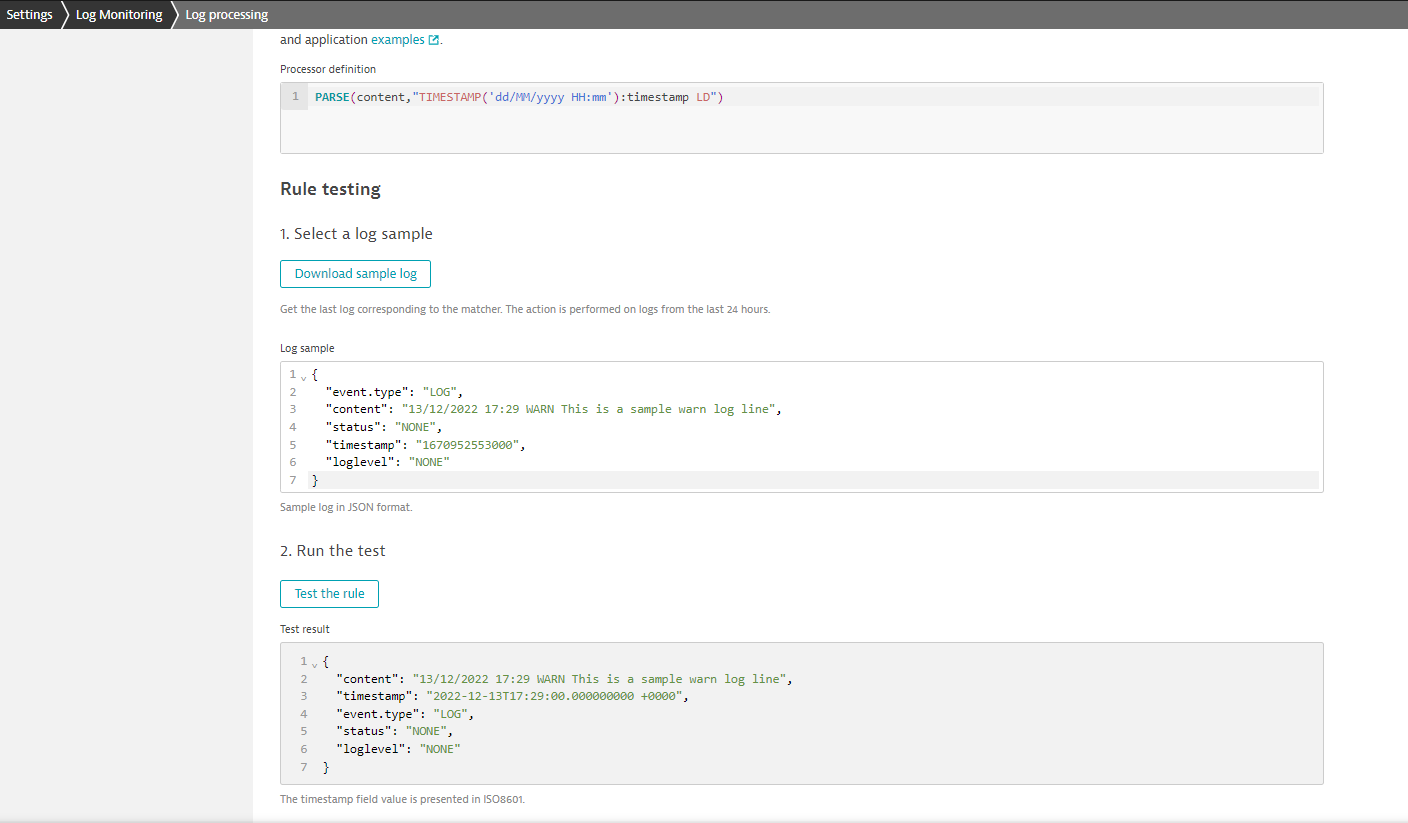 Settings Log Monitoring Log processing
and application examples.
Processor definition
1 PARSE(content,"TIMESTAMP('dd/MM/yyyy HH:mm'):timestamp LD")
Rule testing
1. Select a log sample
Download sample log
Get the last log corresponding to the matcher. The action is performed on logs from the last 24 hours.
Log sample
1 {
2 "event.type": "LOG",
3 "content": "13/12/2022 17:29 WARN This is a sample warn log line",
4 "status": "NONE",
5 "timestamp": "1670952553000",
6 "loglevel": "NONE"
7 }
Sample log in JSON format.
2. Run the test
Test the rule
Test result
1 {
2 "content": "13/12/2022 17:29 WARN This is a sample warn log line",
3 "timestamp": "2022-12-13T17:29:00.000000000 +0000",
4 "event.type": "LOG",
5 "status": "NONE",
6 "loglevel": "NONE"
7 }
The timestamp field value is presented in ISO8601.